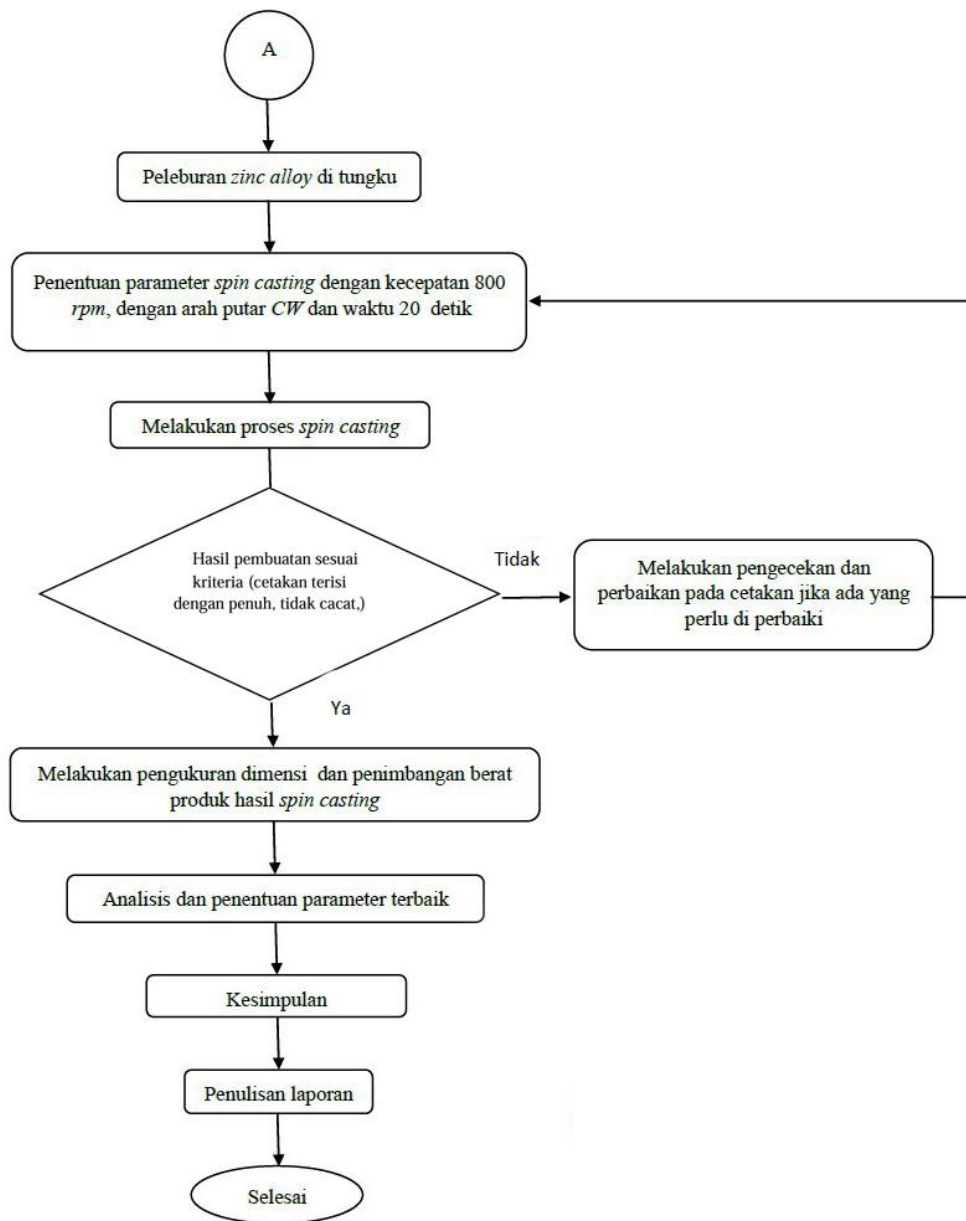 A
Peleburan zinc alloy di tungku
Penentuan parameter spin casting dengan kecepatan 800
rpm, dengan arah putar CW dan waktu 20 detik
Melakukan proses spin casting
Hasil pembuatan sesuai
kriteria (cetakan terisi
dengan penuh, tidak cacat,)
Tidak
Melakukan pengecekan dan
perbaikan pada cetakan jika ada yang
perlu di perbaiki
Ya
Melakukan pengukuran dimensi dan penimbangan berat
produk hasil spin casting
Analisis dan penentuan parameter terbaik
Kesimpulan
Penulisan laporan
Selesai